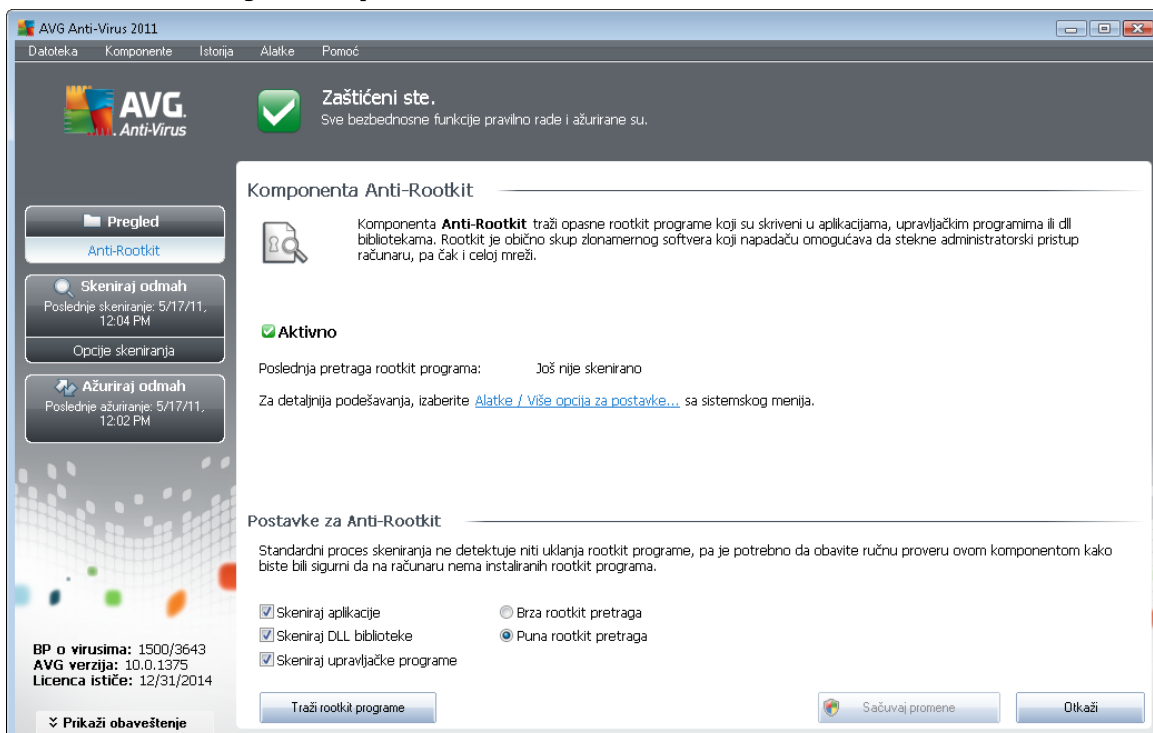 AVG Anti-Virus 2011
Datoteka Komponente Istorija Alatke Pomoć
AVG.
Anti-Virus
Zaštićeni ste.
Sve bezbednosne funkcije pravilno rade i ažurirane su.
Pregled
Anti-Rootkit
Skeniraj odmah
Poslednje skeniranje: 5/17/11,
12:04 PM
Opcije skeniranja
Ažuriraj odmah
Poslednje ažuriranje: 5/17/11,
12:02 PM
BP o virusima: 1500/3643
AVG verzija: 10.0.1375
Licenca ističe: 12/31/2014
Prikaži obaveštenje
Komponenta Anti-Rootkit
Komponenta Anti-Rootkit traži opasne rootkit programe koji su skriveni u aplikacijama, upravljačkim programima ili dll
bibliotekama. Rootkit je obično skup zlonamernog softvera koji napadaču omogućava da stekne administratorski pristup
računaru, pa čak i celoj mreži.
Aktivno
Poslednja pretraga rootkit programa: Još nije skenirano
Za detaljnija podešavanja, izaberite Alatke / Više opcija za postavke... sa sistemskog menija.
Postavke za Anti-Rootkit
Standardni proces skeniranja ne detektuje niti uklanja rootkit programe, pa je potrebno da obavite ručnu proveru ovom komponentom kako
biste bili sigurni da na računaru nema instaliranih rootkit programa.
Skeniraj aplikacije Brza rootkit pretraga
Skeniraj DLL biblioteke Puna rootkit pretraga
Skeniraj upravljačke programe
Traži rootkit programe Sačuvaj promene Otkaži